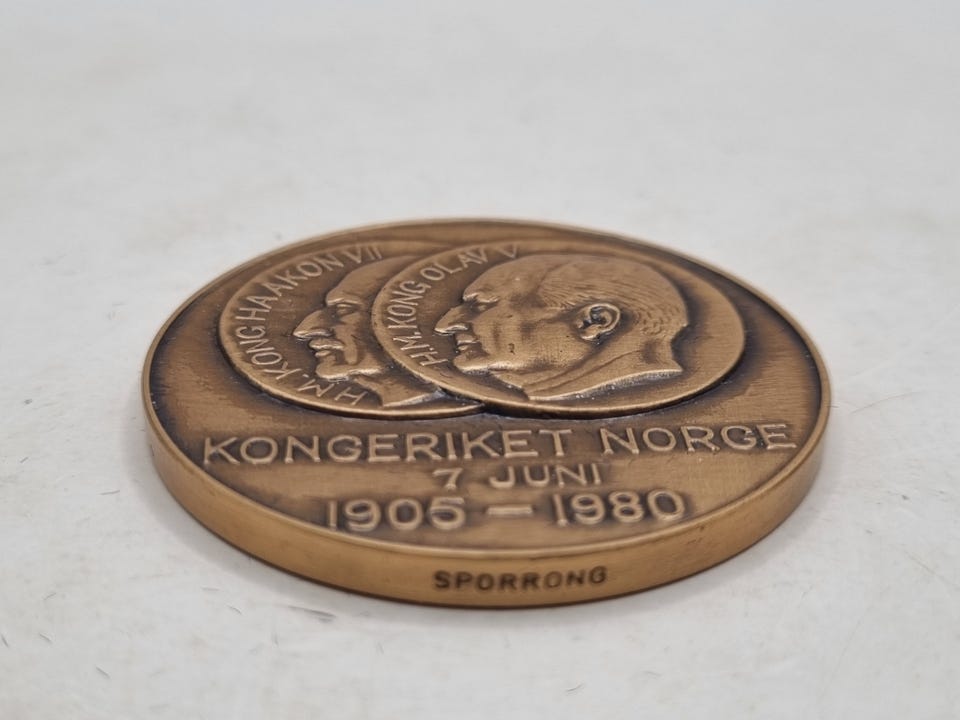 H.M. KONG HAAKON VII
H.M. KONG OLAV V
KONGERIKET NORGE
7 JUNI
1905 – 1980
SPORRONG